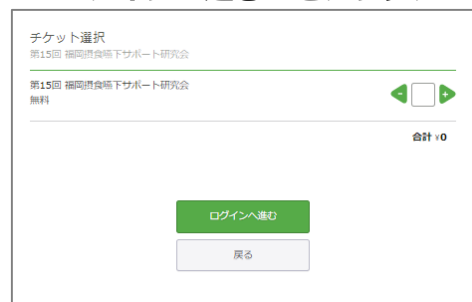 チケット選択
第15回 福岡摂食嚥下サポート研究会
第15回 福岡摂食嚥下サポート研究会
無料
- +
合計 ¥0
ログインへ進む
戻る